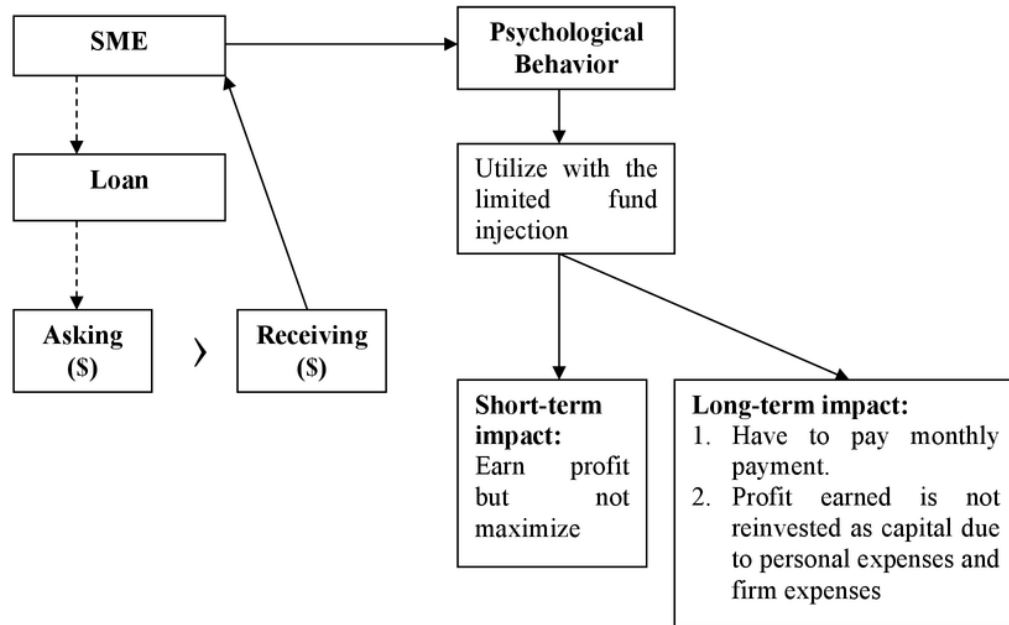 SME
Psychological
Behavior
Loan
Utilize with the
limited fund
injection
Asking
($)
>
Receiving
($)
Short-term
impact:
Earn profit
but not
maximize
Long-term impact:
1. Have to pay monthly
payment.
2. Profit earned is not
reinvested as capital due
to personal expenses and
firm expenses